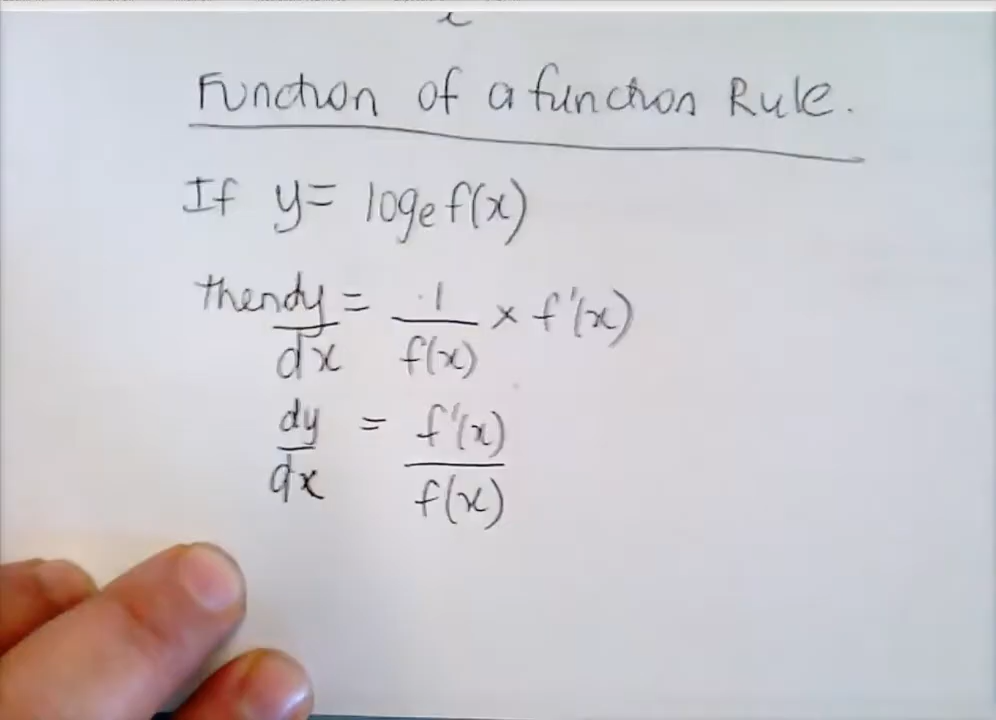 Function of a function Rule.
If y = logₑ f(x)
then dy/dx = 1/f(x) × f'(x)
dy/dx = f'(x)/f(x)